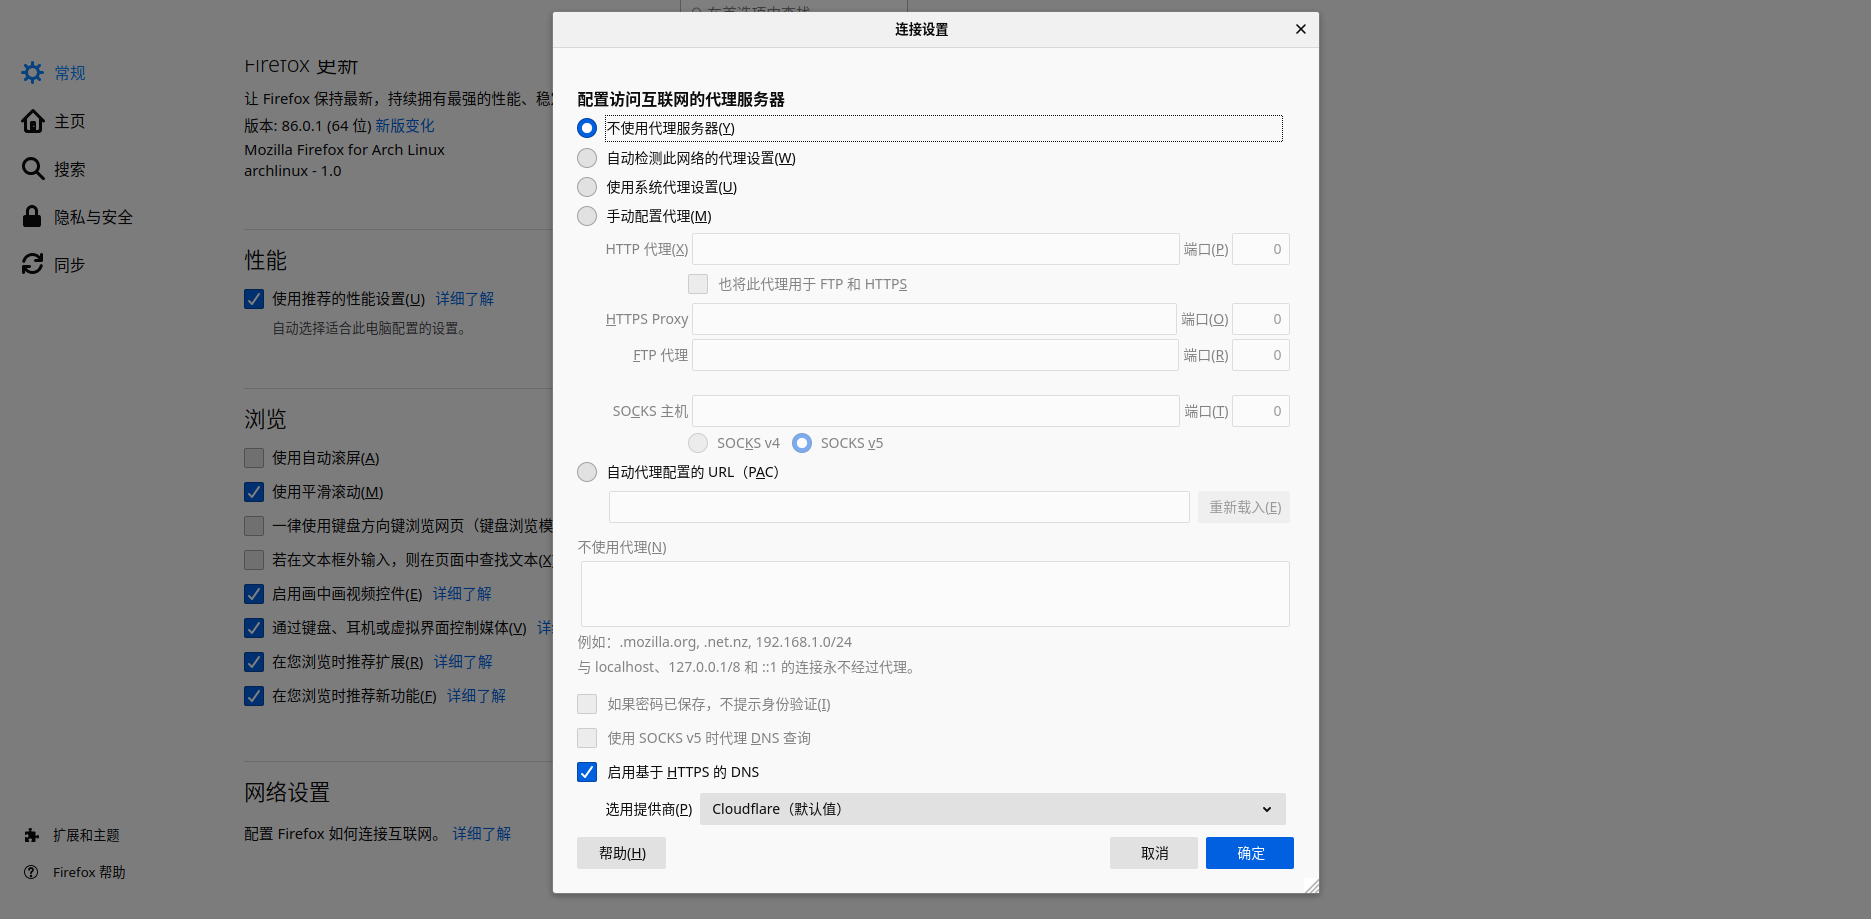 在首选项中查找
连接设置
常规
主页
搜索
隐私与安全
同步
扩展和主题
Firefox 帮助
Firefox 更新
让 Firefox 保持最新，持续拥有最强的性能、稳
版本: 86.0.1 (64 位) 新版变化
Mozilla Firefox for Arch Linux
archlinux - 1.0
性能
使用推荐的性能设置(U) 详细了解
自动选择适合此电脑配置的设置。
浏览
使用自动滚屏(A)
使用平滑滚动(M)
一律使用键盘方向键浏览网页（键盘浏览模
若在文本框外输入，则在页面中查找文本(X
启用画中画视频控件(E) 详细了解
通过键盘、耳机或虚拟界面控制媒体(V) 详
在您浏览时推荐扩展(R) 详细了解
在您浏览时推荐新功能(F) 详细了解
网络设置
配置 Firefox 如何连接互联网。 详细了解
配置访问互联网的代理服务器
不使用代理服务器(Y)
自动检测此网络的代理设置(W)
使用系统代理设置(U)
手动配置代理(M)
HTTP 代理(X) 端口(P) 0
也将此代理用于 FTP 和 HTTPS
HTTPS Proxy 端口(O) 0
FTP 代理 端口(R) 0
SOCKS 主机 端口(T) 0
SOCKS v4 SOCKS v5
自动代理配置的 URL（PAC）
重新载入(E)
不使用代理(N)
例如：.mozilla.org, .net.nz, 192.168.1.0/24
与 localhost、127.0.0.1/8 和 ::1 的连接永不经过代理。
如果密码已保存，不提示身份验证(I)
使用 SOCKS v5 时代理 DNS 查询
启用基于 HTTPS 的 DNS
选用提供商(P) Cloudflare（默认值）
帮助(H) 取消 确定